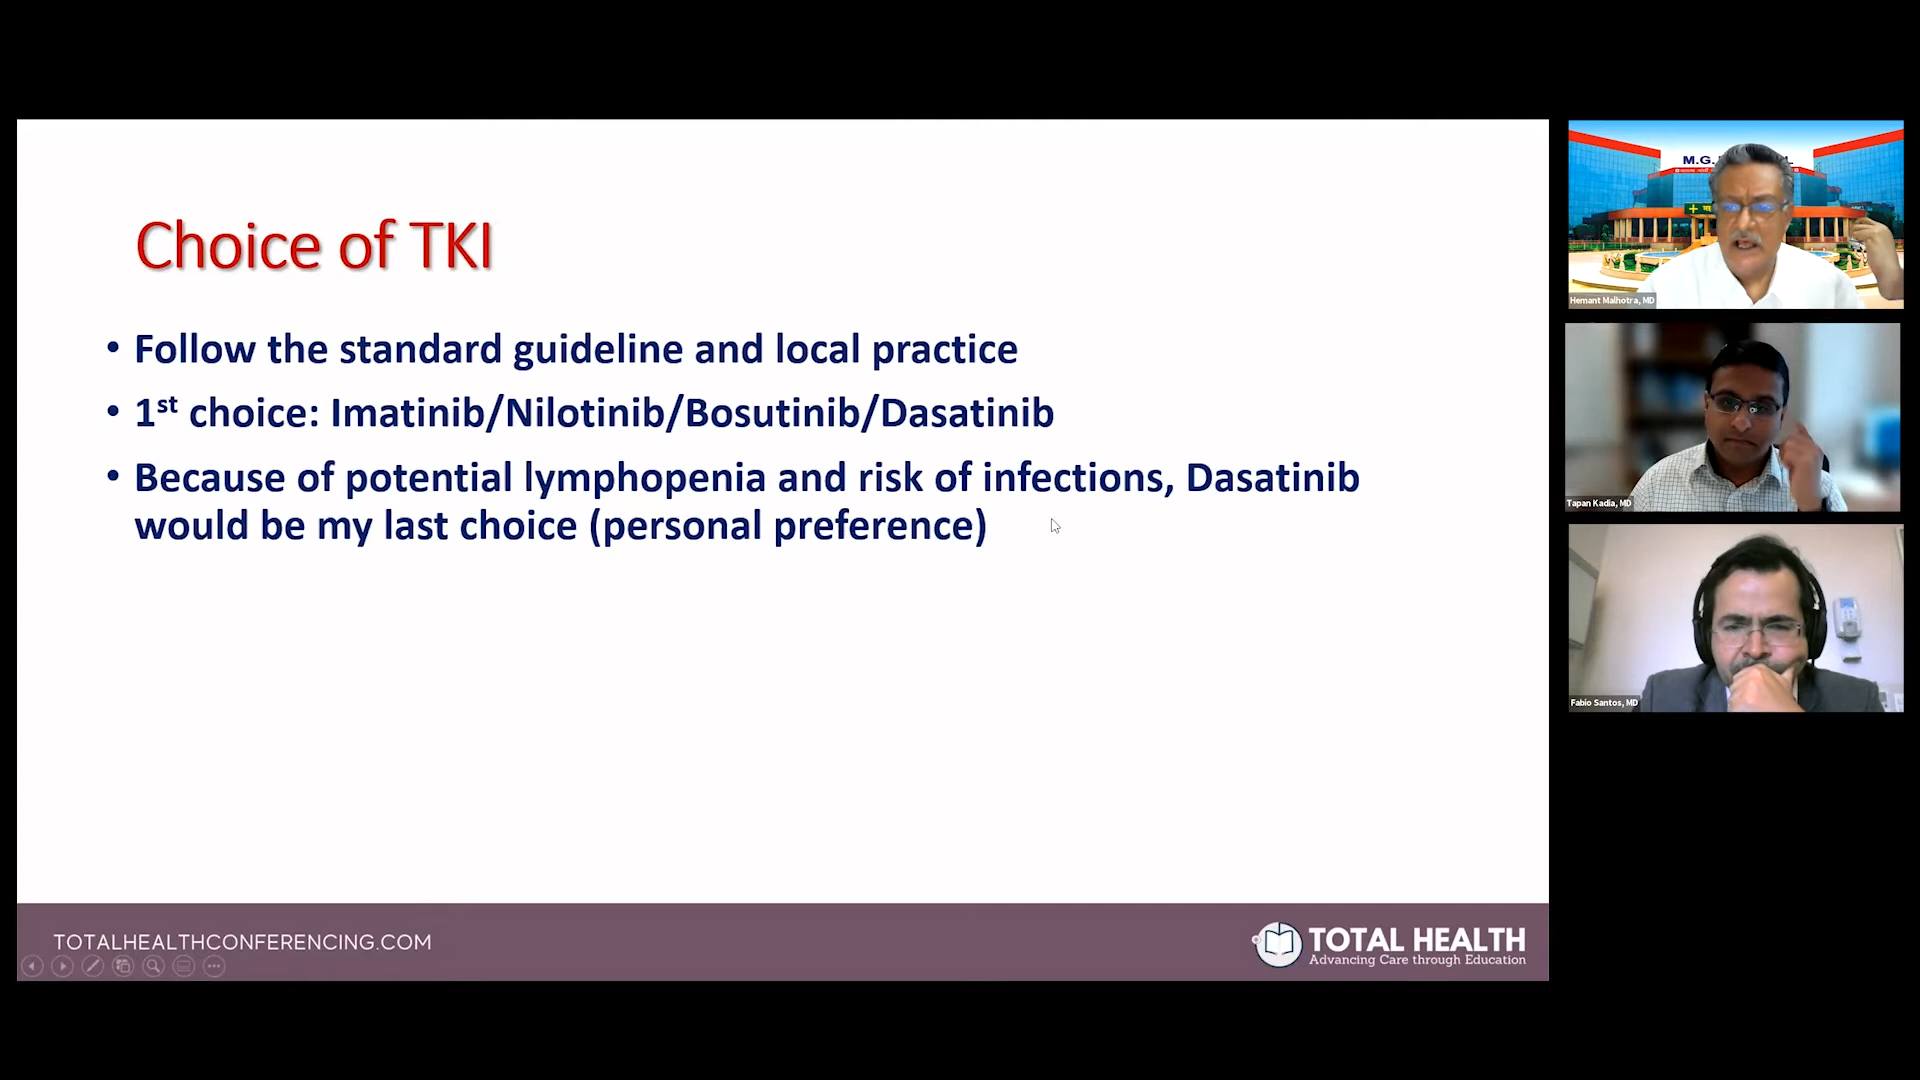 Choice of TKI
• Follow the standard guideline and local practice
• 1st choice: Imatinib/Nilotinib/Bosutinib/Dasatinib
• Because of potential lymphopenia and risk of infections, Dasatinib
would be my last choice (personal preference)
TOTALHEALTHCONFERENCING.COM
TOTAL HEALTH
Advancing Care through Education
M.G.
Hemant Malhotra, MD
Tapan Kadia, MD
Fabio Santos, MD